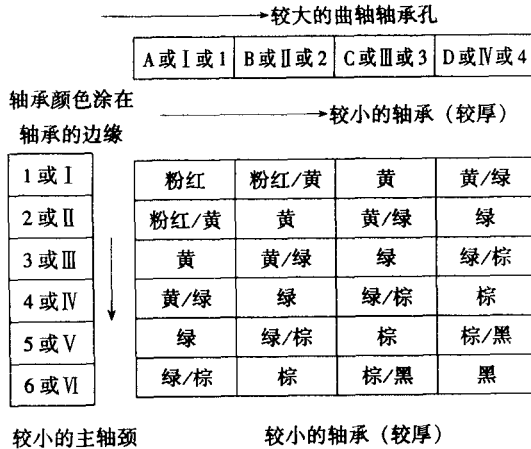 较大的曲轴轴承孔
A或Ⅰ或1 B或Ⅱ或2 C或Ⅲ或3 D或Ⅳ或4
轴承颜色涂在
轴承的边缘
较小的轴承（较厚）
1或Ⅰ 粉红 粉红/黄 黄 黄/绿
2或Ⅱ 粉红/黄 黄 黄/绿 绿
3或Ⅲ 黄 黄/绿 绿 绿/棕
4或Ⅳ 黄/绿 绿 绿/棕 棕
5或Ⅴ 绿 绿/棕 棕 棕/黑
6或Ⅵ 绿/棕 棕 棕/黑 黑
较小的主轴颈 较小的轴承（较厚）